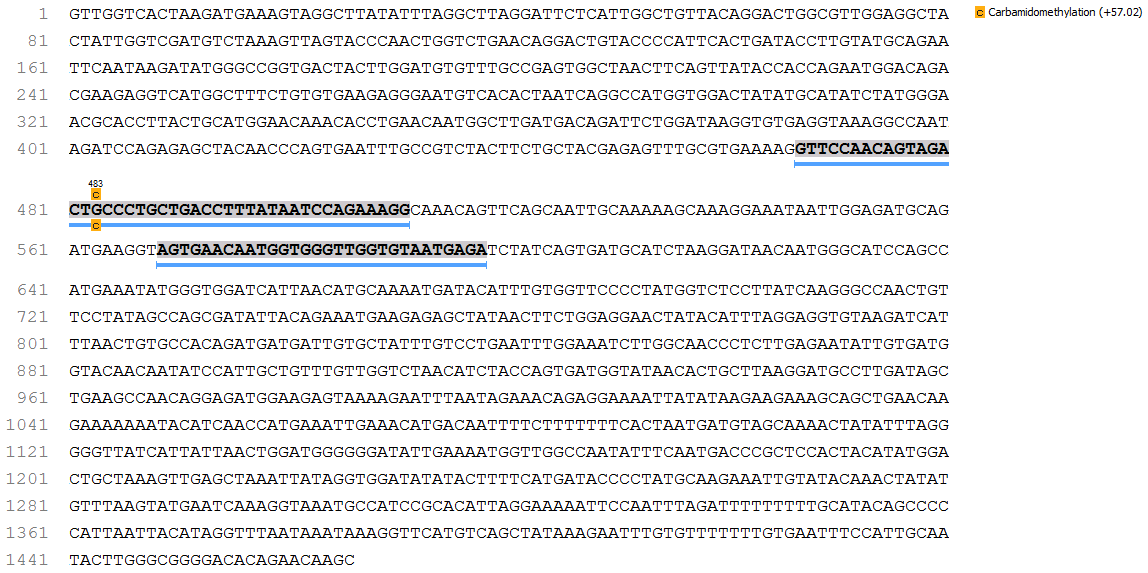 1 GTTGGTCACTAAGATGAAAGTAGGCTTATATTTAGGCTTAGGATTCTCATTGGCTGTTACAGGACTGGCGTTGGAGGCTA
C Carbamidomethylation (+57.02)
81 CTATTGGTCGATGTCTAAAGTTAGTACCCAACTGGTCTGAACAGGACTGTACCCCATTCACTGATACCTTGTATGCAGAA
161 TTCAATAAGATATGGGCCGGTGACTACTTGGATGTGTTTGCCGAGTGGCTAACTTCAGTTATACCACCAGAATGGACAGA
241 CGAAGAGGTCATGGCTTTCTGTGTGAAGAGGGAATGTCACACTAATCAGGCCATGGTGGACTATATGCATATCTATGGGA
321 ACGCACCTTACTGCATGGAACAAACACCTGAACAATGGCTTGATGACAGATTCTGGATAAGGTGTGAGGTAAAGGCCAAT
401 AGATCCAGAGAGCTACAACCCAGTGAATTTGCCGTCTACTTCTGCTACGAGAGTTTGCGTGAAAAGGTTCCAACAGTAGA
483
C
481 CTGCCCTGCTGACCTTTATAATCCAGAAAGGCAAACAGTTCAGCAATTGCAAAAAGCAAAGGAAATAATTGGAGATGCAG
C
561 ATGAAGGTAGTGAACAATGGTGGGTTGGTGTAATGAGATCTATCAGTGATGCATCTAAGGATAACAATGGGCATCCAGCC
641 ATGAAATATGGGTGGATCATTAACATGCAAAATGATACATTTGTGGTTCCCCTATGGTCTCCTTATCAAGGGCCAACTGT
721 TCCTATAGCCAGCGATATTACAGAAATGAAGAGAGCTATAACTTCTGGAGGAACTATACATTTAGGAGGTGTAAGATCAT
801 TTAACTGTGCCACAGATGATGATTGTGCTATTTGTCCTGAATTTGGAAATCTTGGCAACCCTCTTGAGAATATTGTGATG
881 GTACAACAATATCCATTGCTGTTTGTTGGTCTAACATCTACCAGTGATGGTATAACACTGCTTAAGGATGCCTTGATAGC
961 TGAAGCCAACAGGAGATGGAAGAGTAAAAGAATTTAATAGAAACAGAGGAAAATTATATAAGAAGAAAGCAGCTGAACAA
1041 GAAAAAATACATCAACCATGAAATTGAAACATGACAATTTTCTTTTTTTCACTAATGATGTAGCAAAACTATATTTAGG
1121 GGGTTATCATTATTAACTGGATGGGGGGATATTGAAAATGGTTGGCCAATATTTCAATGACCCGCTCCACTACATATGGA
1201 CTGCTAAAGTTGAGCTAAATTATAGGTGGATATATACTTTTCATGATACCCCTATGCAAGAAATTGTATACAAACTATAT
1281 GTTTAAGTATGAATCAAAGGTAAATGCCATCCGCACATTAGGAAAAATTCCAATTTAGATTTTTTTTTGCATACAGCCCC
1361 CATTAATTACATAGGTTTAATAAATAAAGGTTCATGTCAGCTATAAAGAATTTGTGTTTTTTTGTGAATTTCCATTGCAA
1441 TACTTGGGCGGGGACACAGAACAAGC